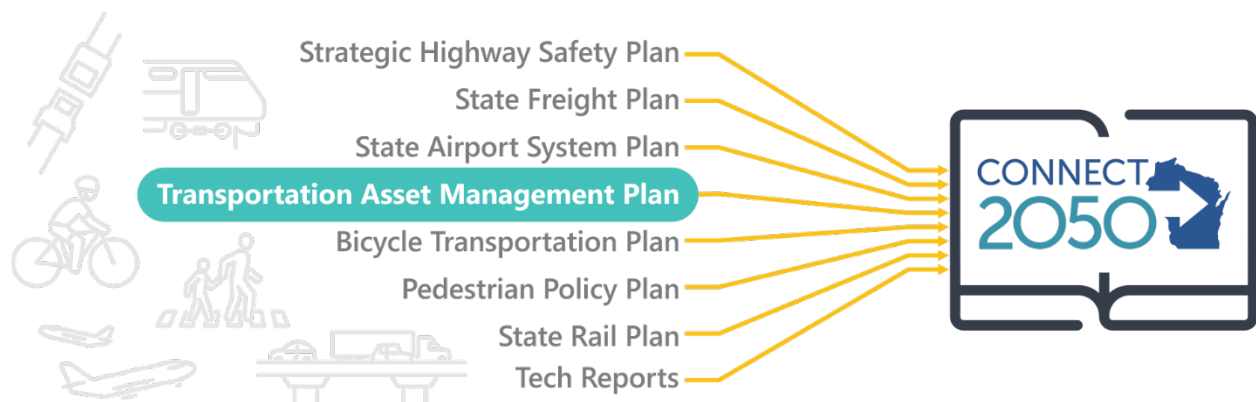 Strategic Highway Safety Plan
State Freight Plan
State Airport System Plan
Transportation Asset Management Plan
Bicycle Transportation Plan
Pedestrian Policy Plan
State Rail Plan
Tech Reports
CONNECT
2050